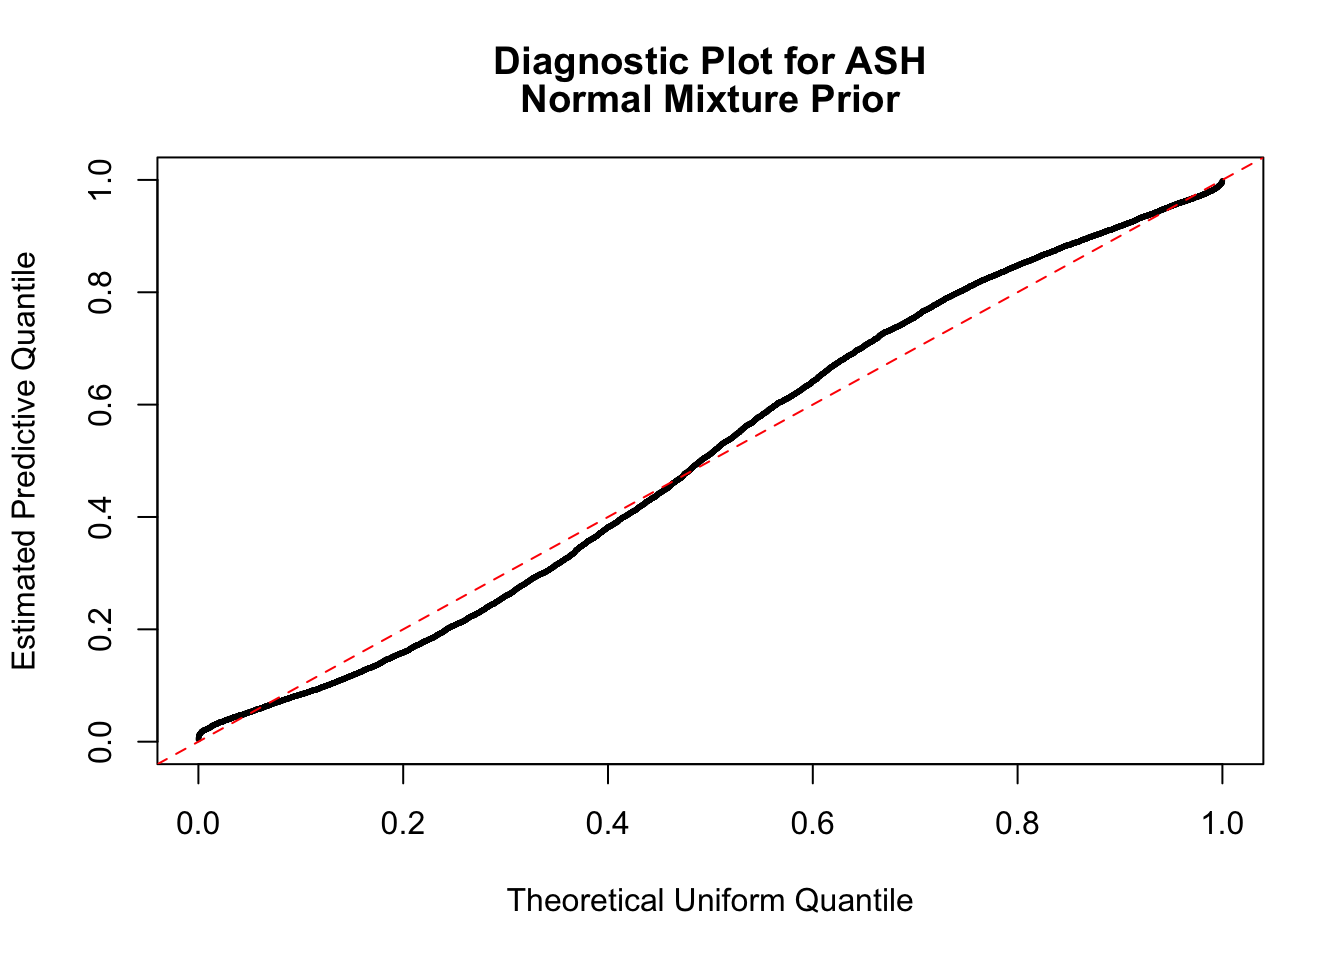 Diagnostic Plot for ASH
Normal Mixture Prior
Estimated Predictive Quantile
1.0
0.8
0.6
0.4
0.2
0.0
0.0 0.2 0.4 0.6 0.8 1.0
Theoretical Uniform Quantile